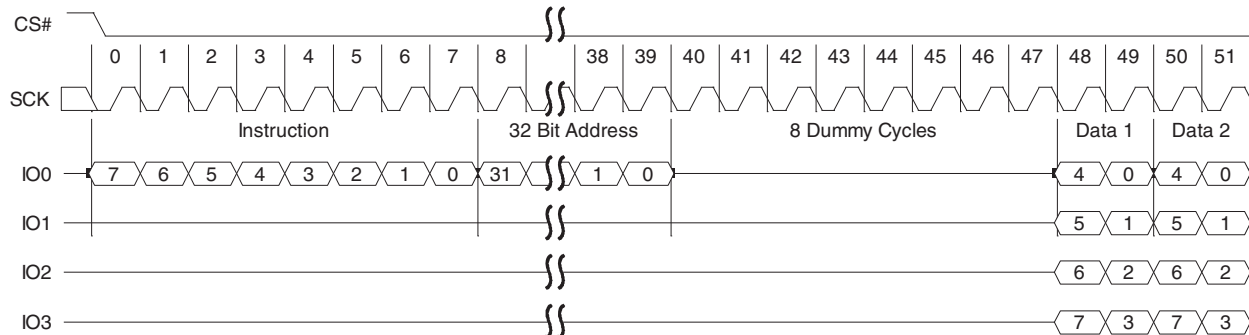 CS#
0 1 2 3 4 5 6 7 8 38 39 40 41 42 43 44 45 46 47 48 49 50 51
SCK
Instruction 32 Bit Address 8 Dummy Cycles Data 1 Data 2
IO0 7 6 5 4 3 2 1 0 31 1 0 4 0 4 0
IO1 5 1 5 1
IO2 6 2 6 2
IO3 7 3 7 3